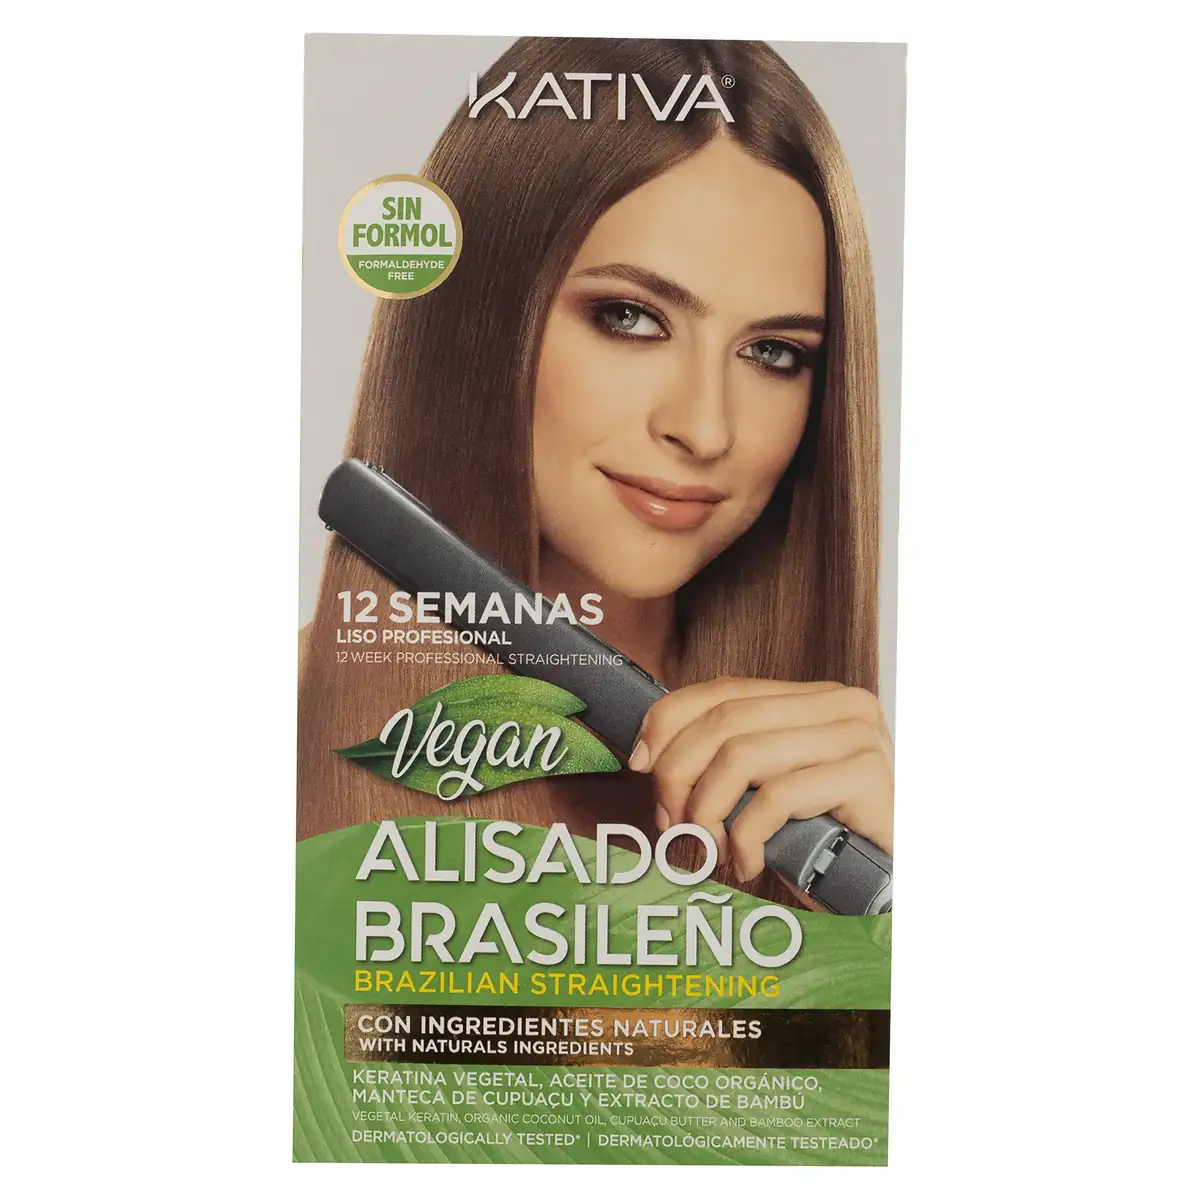 KATIVA®
SIN
FORMOL
FORMALDEHYDE
FREE
12 SEMANAS
LISO PROFESIONAL
12 WEEK PROFESSIONAL STRAIGHTENING
Vegan
ALISADO
BRASILEÑO
BRAZILIAN STRAIGHTENING
CON INGREDIENTES NATURALES
WITH NATURALS INGREDIENTS
KERATINA VEGETAL, ACEITE DE COCO ORGÁNICO,
MANTECA DE CUPUAÇU Y EXTRACTO DE BAMBÚ
VEGETAL KERATIN, ORGANIC COCONUT OIL, CUPUAÇU BUTTER AND BAMBOO EXTRACT
DERMATOLOGICALLY TESTED* | DERMATOLÓGICAMENTE TESTEADO*